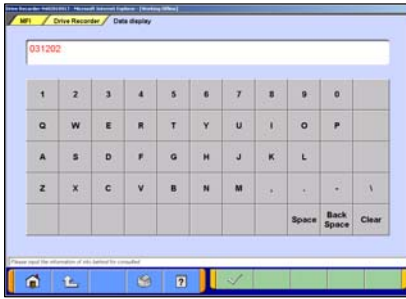 MFI Drive Recorder Data display
031202
1 2 3 4 5 6 7 8 9 0
Q W E R T Y U I O P
A S D F G H J K L
Z X C V B N M , . - \
Space Back Space Clear
?